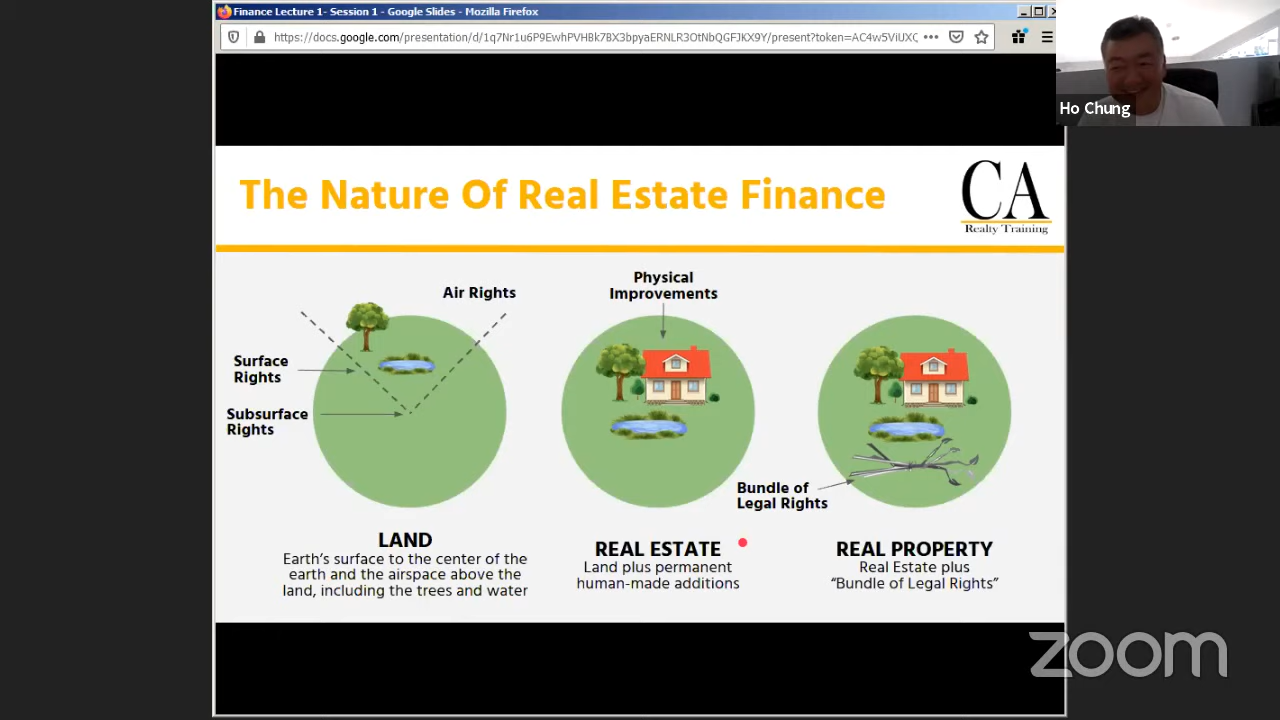 Finance Lecture 1- Session 1 - Google Slides - Mozilla Firefox
https://docs.google.com/presentation/d/1q7Nr1u6P9EwhPVHBk7BX3bpyaERNLR3OtNbQGFJKX9Y/present?token=AC4w5ViUXC
Ho Chung
The Nature Of Real Estate Finance
CA
Realty Training
Air Rights
Surface
Rights
Subsurface
Rights
Physical
Improvements
Bundle of
Legal Rights
LAND
Earth's surface to the center of the
earth and the airspace above the
land, including the trees and water
REAL ESTATE
Land plus permanent
human-made additions
REAL PROPERTY
Real Estate plus
“Bundle of Legal Rights”
zoom